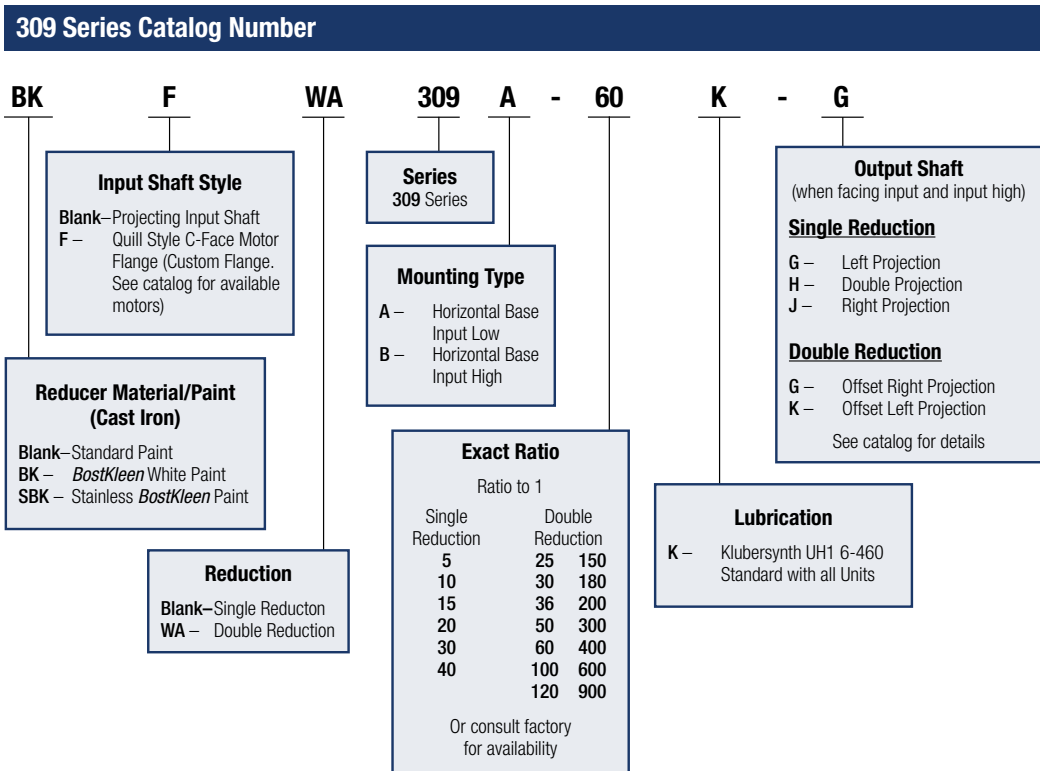 309 Series Catalog Number
BK F WA 309 A - 60 K - G
Input Shaft Style
Blank–Projecting Input Shaft
F – Quill Style C-Face Motor
Flange (Custom Flange.
See catalog for available
motors)
Reducer Material/Paint
(Cast Iron)
Blank–Standard Paint
BK – BostKleen White Paint
SBK – Stainless BostKleen Paint
Reduction
Blank–Single Reducton
WA – Double Reduction
Series
309 Series
Mounting Type
A – Horizontal Base
Input Low
B – Horizontal Base
Input High
Exact Ratio
Ratio to 1
Single Double
Reduction Reduction
5 25 150
10 30 180
15 36 200
20 50 300
30 60 400
40 100 600
120 900
Or consult factory
for availability
Lubrication
K – Klubersynth UH1 6-460
Standard with all Units
Output Shaft
(when facing input and input high)
Single Reduction
G – Left Projection
H – Double Projection
J – Right Projection
Double Reduction
G – Offset Right Projection
K – Offset Left Projection
See catalog for details